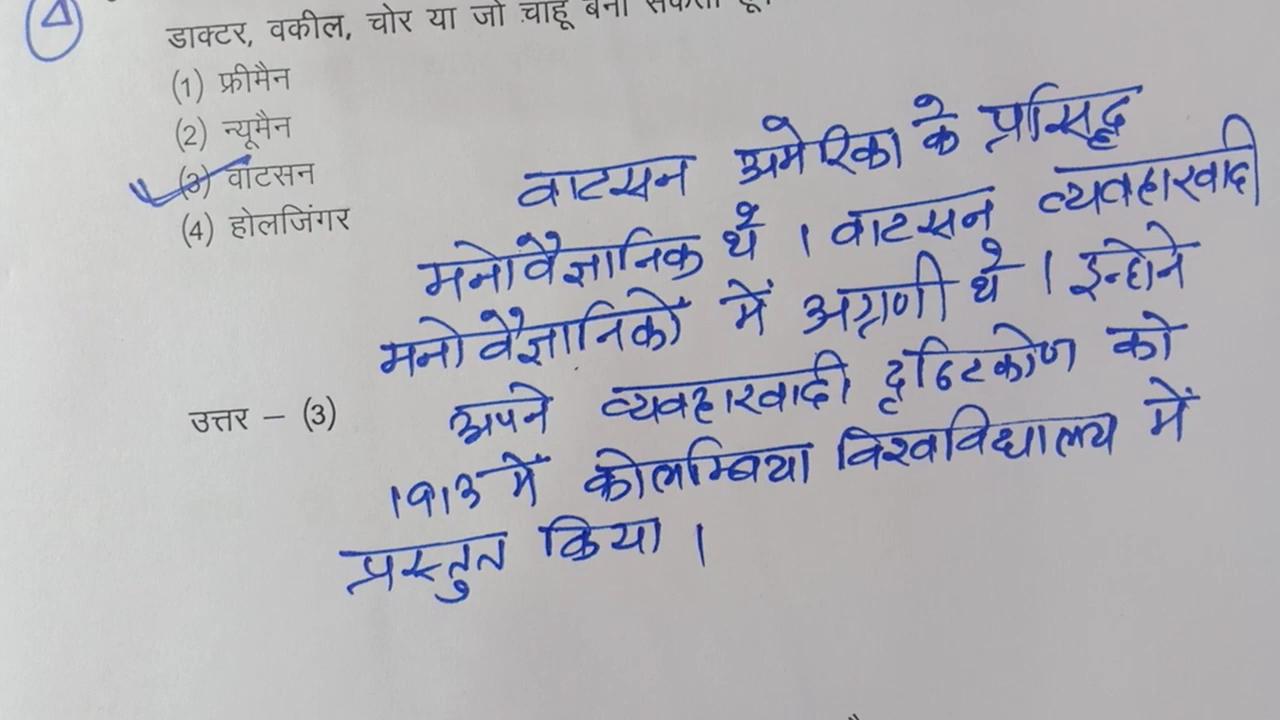 डाक्टर, वकील, चोर या जो चाहू बना सकता हू।
(1) फ्रीमैन
(2) न्यूमैन
(3) वाटसन
(4) होलजिंगर
उत्तर – (3)
वाटसन अमेरिका के प्रसिद्ध
मनोवैज्ञानिक थे । वाटसन व्यवहारवादी
मनोवैज्ञानिकों में अग्रणी थे । इन्होने
अपने व्यवहारवादी दृष्टिकोण को
1913 में कोलम्बिया विश्वविद्यालय में
प्रस्तुत किया ।